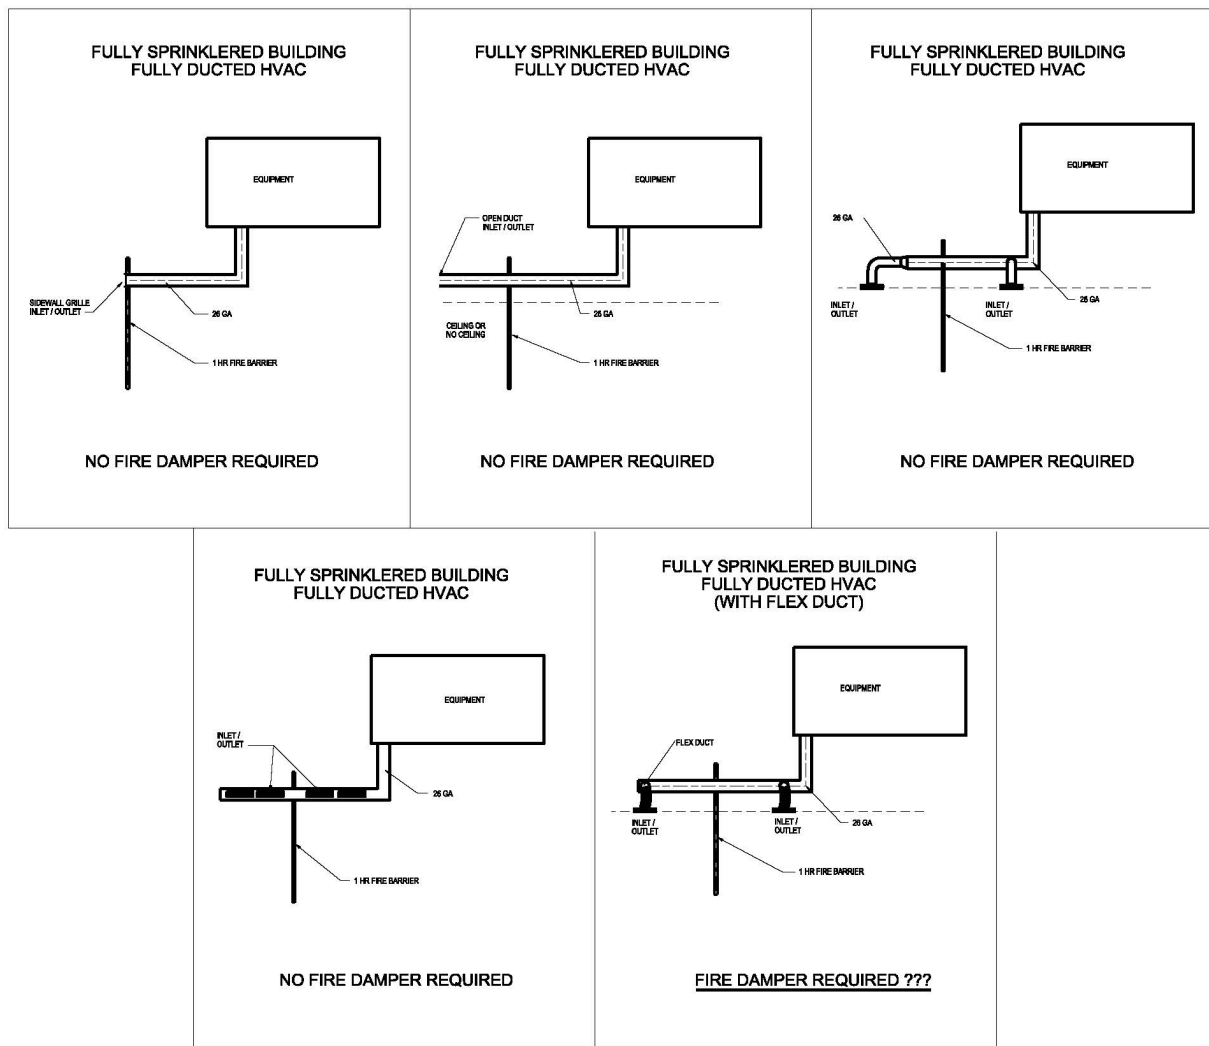 FULLY SPRINKLERED BUILDING
FULLY DUCTED HVAC
EQUIPMENT
SIDEWALL GRILLE
INLET / OUTLET
26 GA
1 HR FIRE BARRIER
NO FIRE DAMPER REQUIRED
FULLY SPRINKLERED BUILDING
FULLY DUCTED HVAC
EQUIPMENT
OPEN DUCT
INLET / OUTLET
CEILING OR
NO CEILING
26 GA
1 HR FIRE BARRIER
NO FIRE DAMPER REQUIRED
FULLY SPRINKLERED BUILDING
FULLY DUCTED HVAC
EQUIPMENT
26 GA
INLET /
OUTLET
INLET /
OUTLET
26 GA
1 HR FIRE BARRIER
NO FIRE DAMPER REQUIRED
FULLY SPRINKLERED BUILDING
FULLY DUCTED HVAC
EQUIPMENT
INLET /
OUTLET
26 GA
1 HR FIRE BARRIER
NO FIRE DAMPER REQUIRED
FULLY SPRINKLERED BUILDING
FULLY DUCTED HVAC
(WITH FLEX DUCT)
EQUIPMENT
FLEX DUCT
INLET /
OUTLET
INLET /
OUTLET
26 GA
1 HR FIRE BARRIER
FIRE DAMPER REQUIRED ???